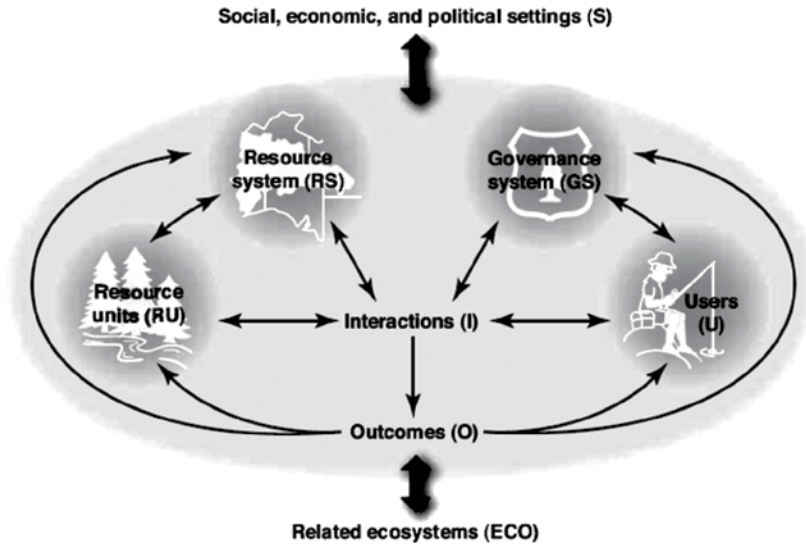 Social, economic, and political settings (S)
Resource
system (RS)
Governance
system (GS)
Resource
units (RU)
Interactions (I)
Users
(U)
Outcomes (O)
Related ecosystems (ECO)